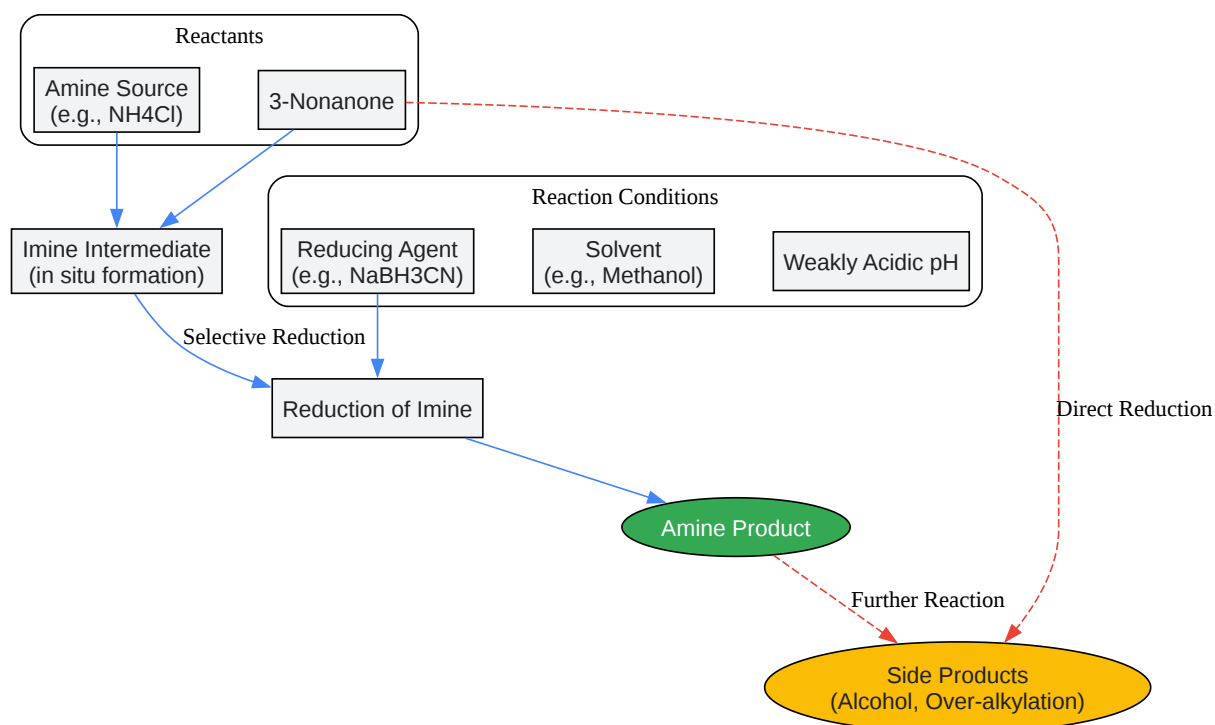 Reactants
Amine Source
(e.g., NH4Cl)
3-Nonanone
Reaction Conditions
Imine Intermediate
(in situ formation)
Reducing Agent
(e.g., NaBH3CN)
Solvent
(e.g., Methanol)
Weakly Acidic pH
Selective Reduction
Reduction of Imine
Direct Reduction
Amine Product
Further Reaction
Side Products
(Alcohol, Over-alkylation)